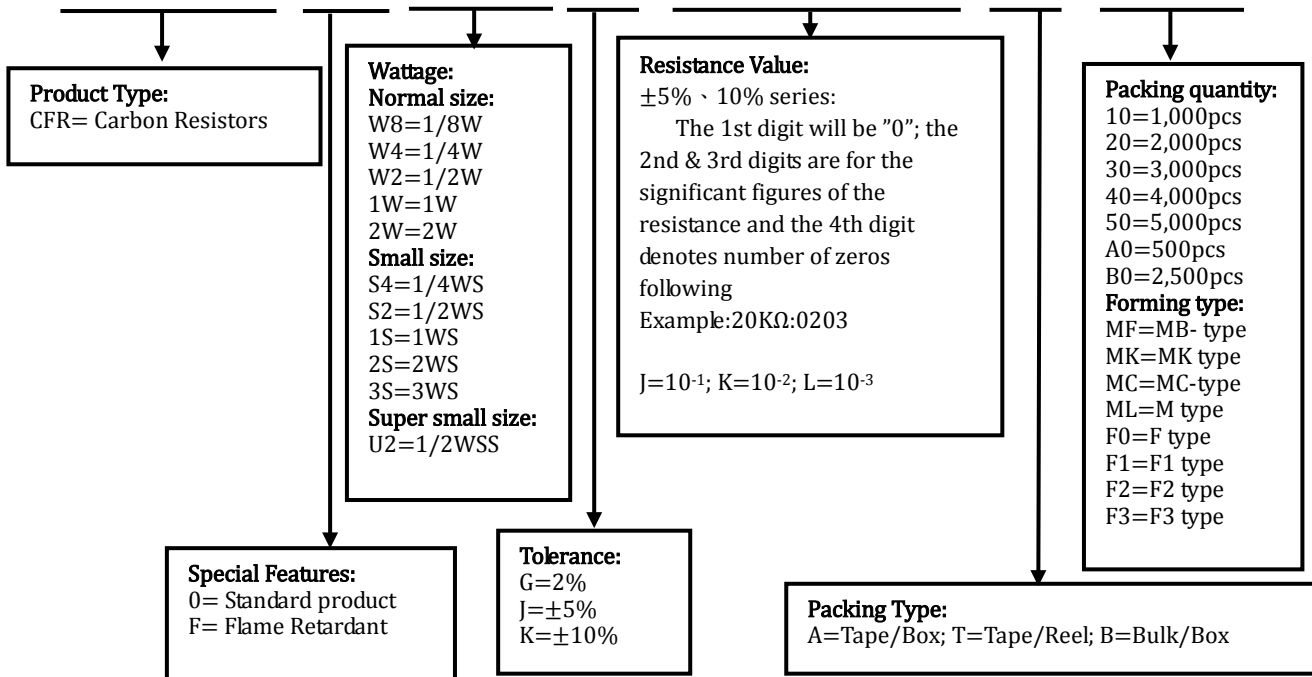 Product Type:
CFR= Carbon Resistors
Wattage:
Normal size:
W8=1/8W
W4=1/4W
W2=1/2W
1W=1W
2W=2W
Small size:
S4=1/4WS
S2=1/2WS
1S=1WS
2S=2WS
3S=3WS
Super small size:
U2=1/2WSS
Resistance Value:
±5%、10% series:
The 1st digit will be ”0”; the
2nd & 3rd digits are for the
significant figures of the
resistance and the 4th digit
denotes number of zeros
following
Example:20KΩ:0203
J=10⁻¹; K=10⁻²; L=10⁻³
Packing quantity:
10=1,000pcs
20=2,000pcs
30=3,000pcs
40=4,000pcs
50=5,000pcs
A0=500pcs
B0=2,500pcs
Forming type:
MF=MB- type
MK=MK type
MC=MC-type
ML=M type
F0=F type
F1=F1 type
F2=F2 type
F3=F3 type
Special Features:
0= Standard product
F= Flame Retardant
Tolerance:
G=2%
J=±5%
K=±10%
Packing Type:
A=Tape/Box; T=Tape/Reel; B=Bulk/Box